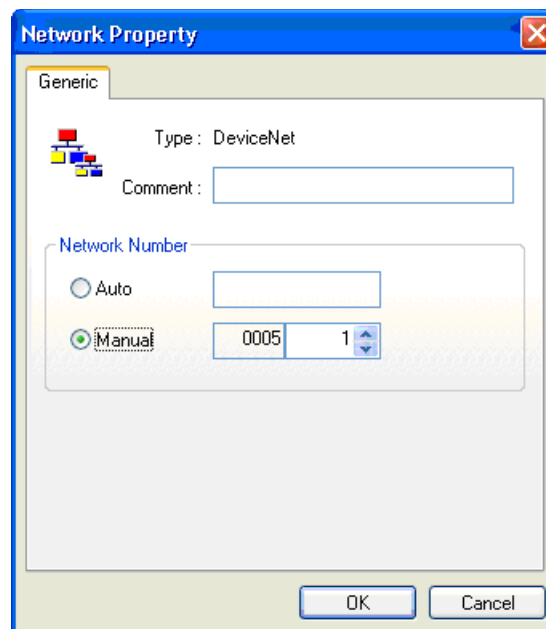 Network Property
Generic
Type : DeviceNet
Comment :
Network Number
Auto
Manual 0005 1
OK Cancel